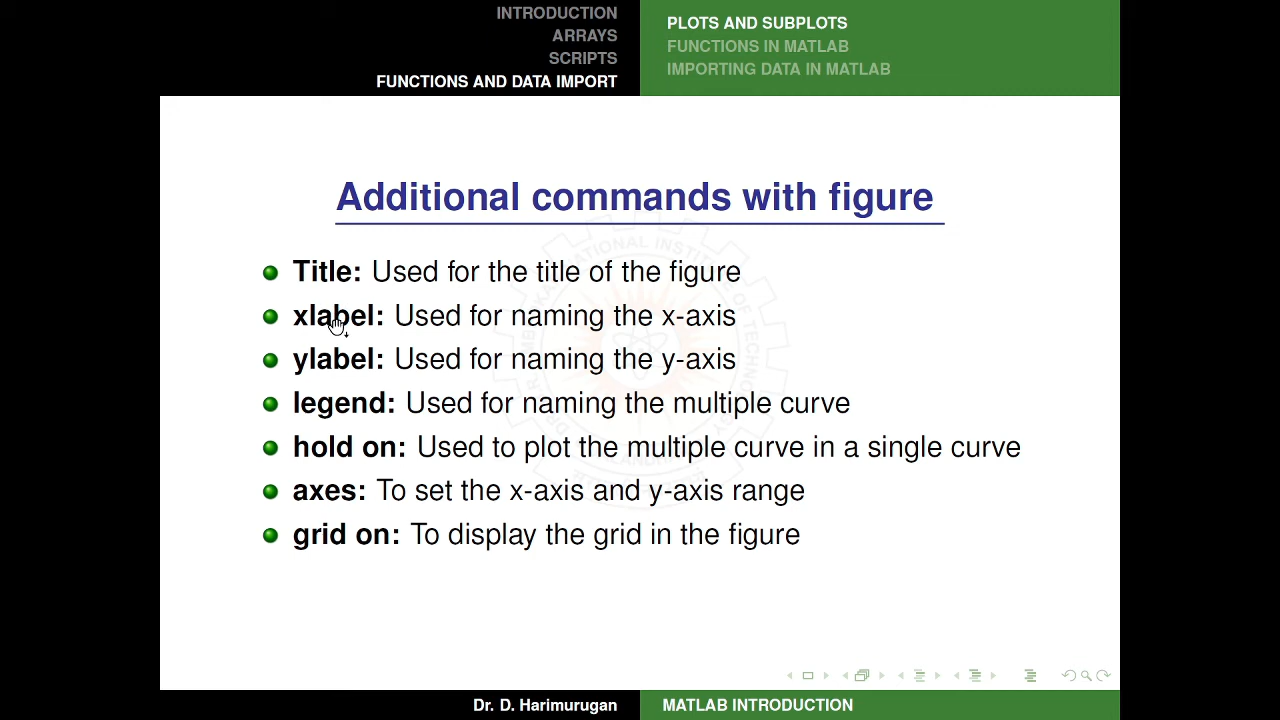 INTRODUCTION
ARRAYS
SCRIPTS
FUNCTIONS AND DATA IMPORT
PLOTS AND SUBPLOTS
FUNCTIONS IN MATLAB
IMPORTING DATA IN MATLAB
Additional commands with figure
Title: Used for the title of the figure
xlabel: Used for naming the x-axis
ylabel: Used for naming the y-axis
legend: Used for naming the multiple curve
hold on: Used to plot the multiple curve in a single curve
axes: To set the x-axis and y-axis range
grid on: To display the grid in the figure
Dr. D. Harimurugan
MATLAB INTRODUCTION